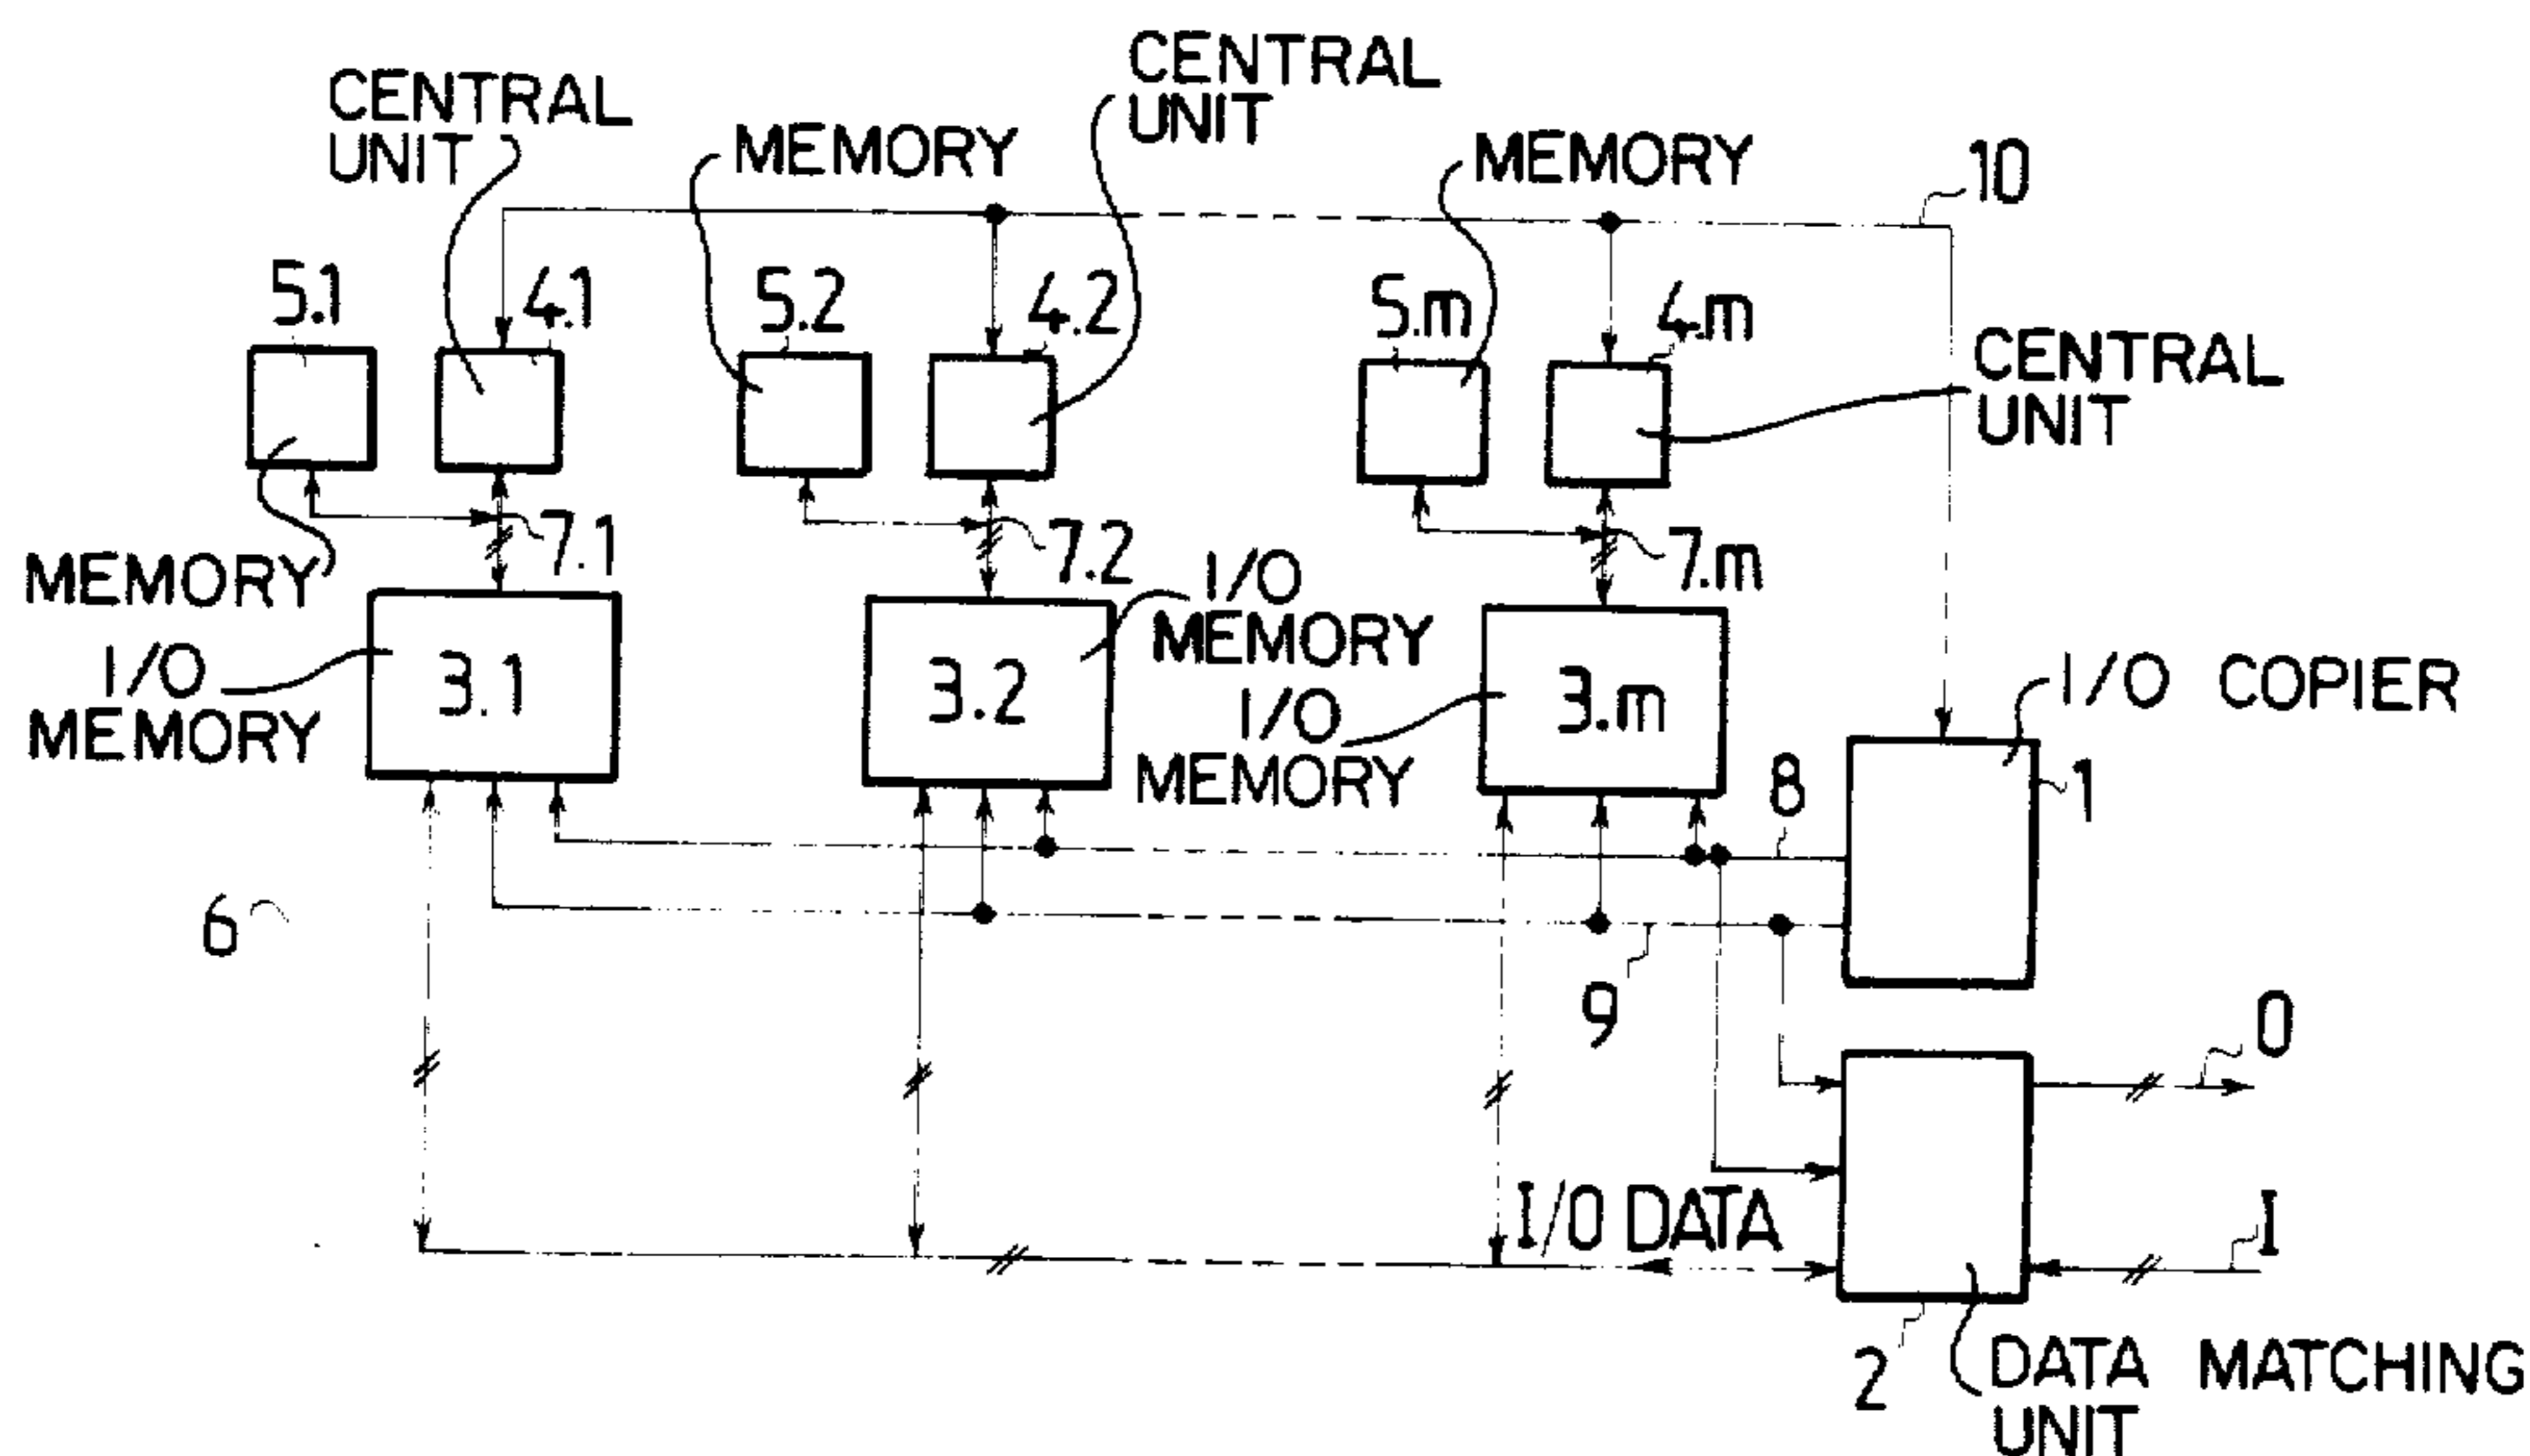 CENTRAL
UNIT
MEMORY
CENTRAL
UNIT
MEMORY
10
5.1
4.1
5.2
4.2
5.m
4.m
CENTRAL
UNIT
MEMORY
7.1
7.2
7.m
I/O
MEMORY
3.1
I/O
MEMORY
3.2
I/O
MEMORY
3.m
I/O COPIER
1
8
6
9
O
I/O DATA
I
2
DATA MATCHING
UNIT